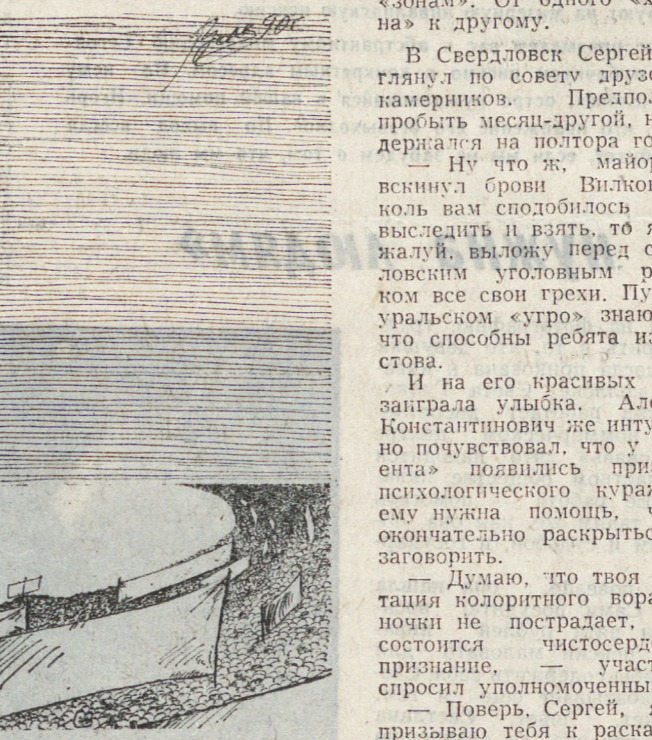 90г.
«зонам». От одного «х
на» к другому.
В Свердловск Сергей
глянул по совету друзе
камерников. Предпол
пробыть месяц-другой, н
держался на полтора го
— Ну что ж, майор
вскинул брови Вилков
коль вам сподобилось
выследить и взять, то я
жалуй, выложу перед с
ловским уголовным р
ком все свои грехи. Пу
уральском «угро» знаю
что способны ребята из
стова.
И на его красивых
заиграла улыбка. Але
Константинович же инту
но почувствовал, что у
ента» появились приз
психологического кураж
ему нужна помощь, ч
окончательно раскрытьс
заговорить.
— Думаю, что твоя
тация колоритного вора
ночки не пострадает,
состоится чистосерд
признание, — участ
спросил уполномоченны
— Поверь, Сергей, я
призываю тебя к раска